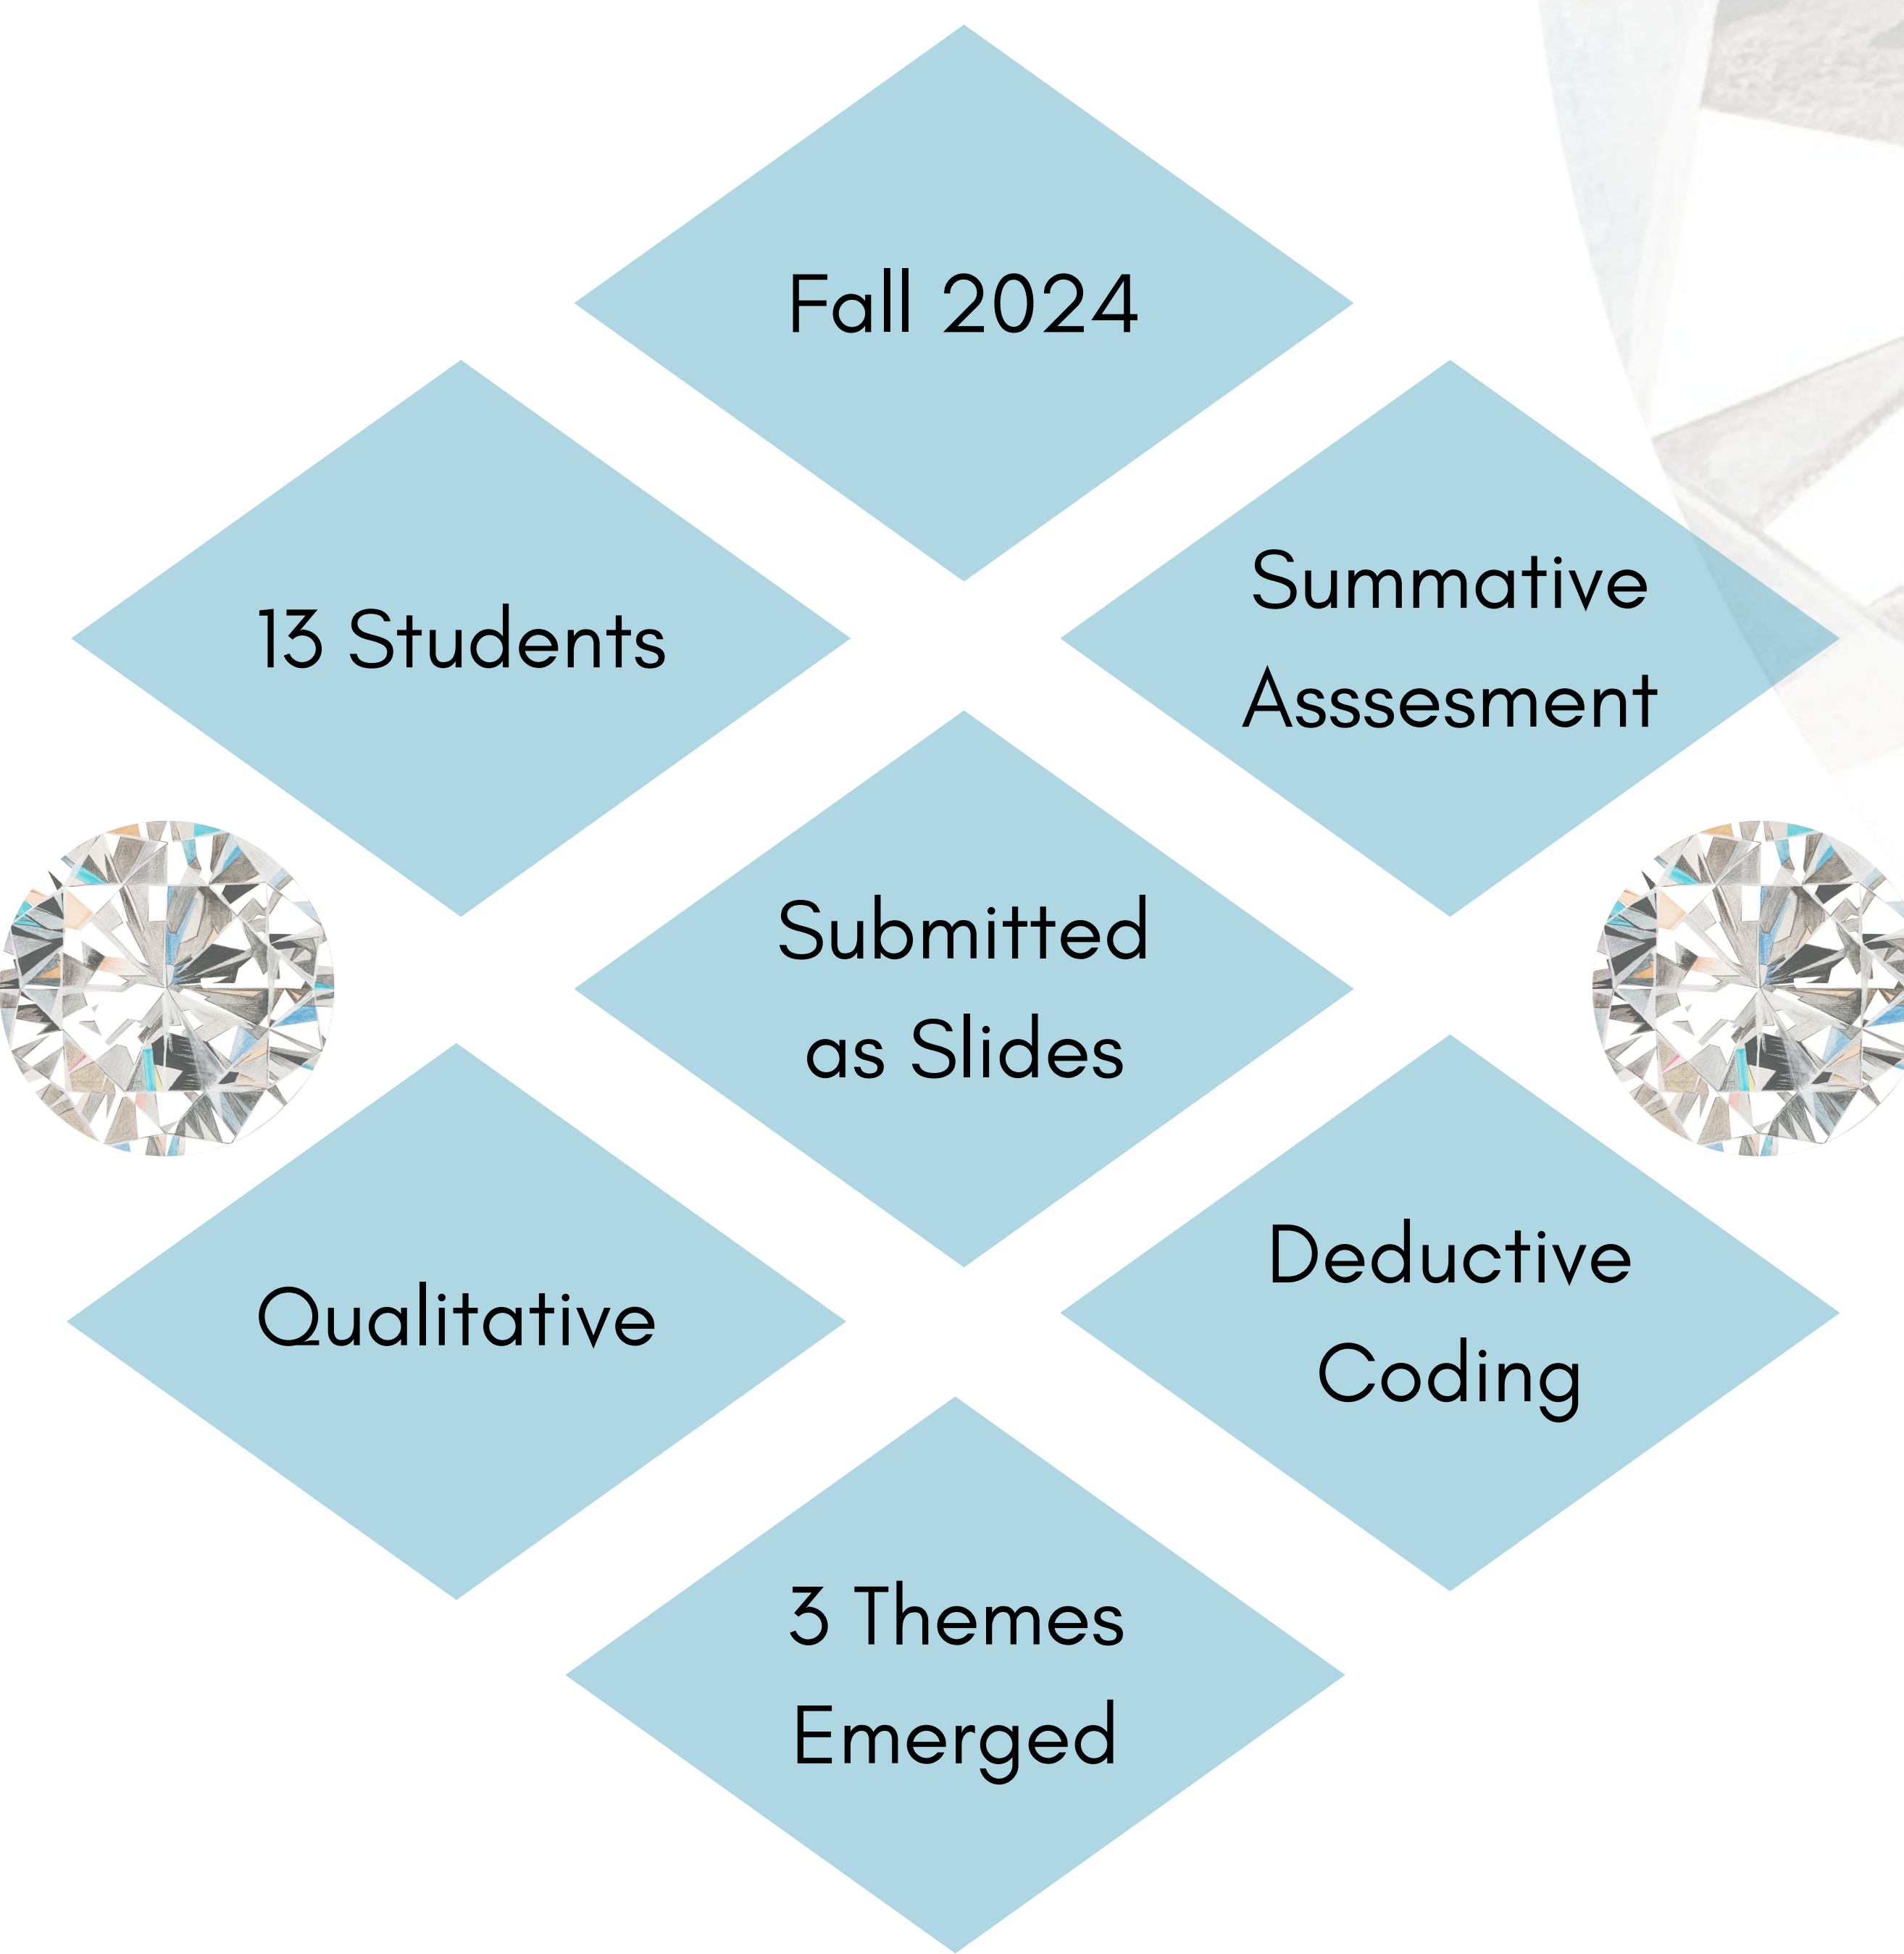 Fall 2024
13 Students
Summative
Asssesment
Submitted
as Slides
Qualitative
Deductive
Coding
3 Themes
Emerged